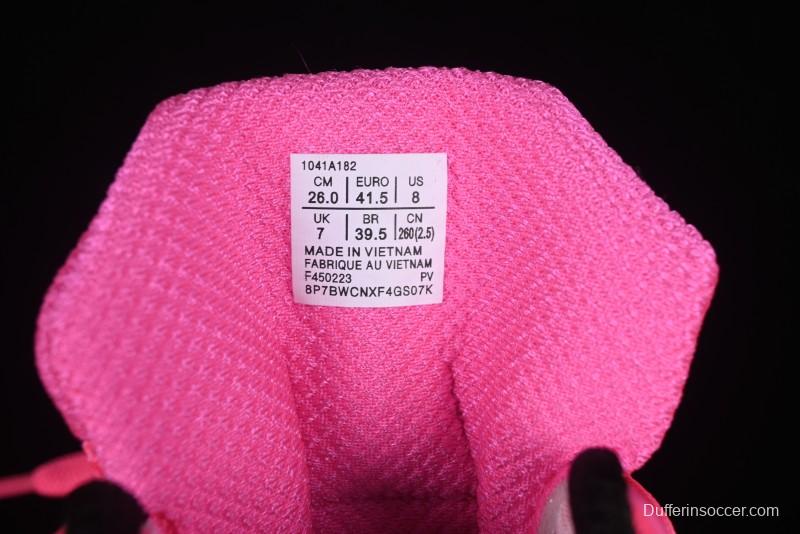 1041A182
CM EURO US
26.0 41.5 8
UK BR CN
7 39.5 260(2.5)
MADE IN VIETNAM
FABRIQUE AU VIETNAM
F450223 PV
8P7BWCNXF4GS07K
Dufferinsoccer.com